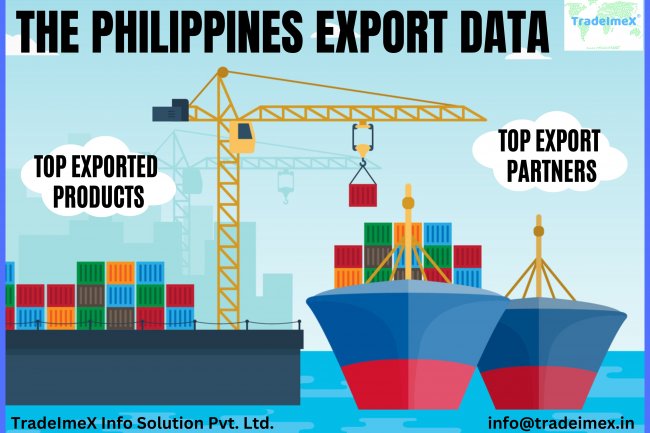 THE PHILIPPINES EXPORT DATA
TradeImeX
TOP EXPORTED
PRODUCTS
TOP EXPORT
PARTNERS
TradeImeX Info Solution Pvt. Ltd.
info@tradeimex.in